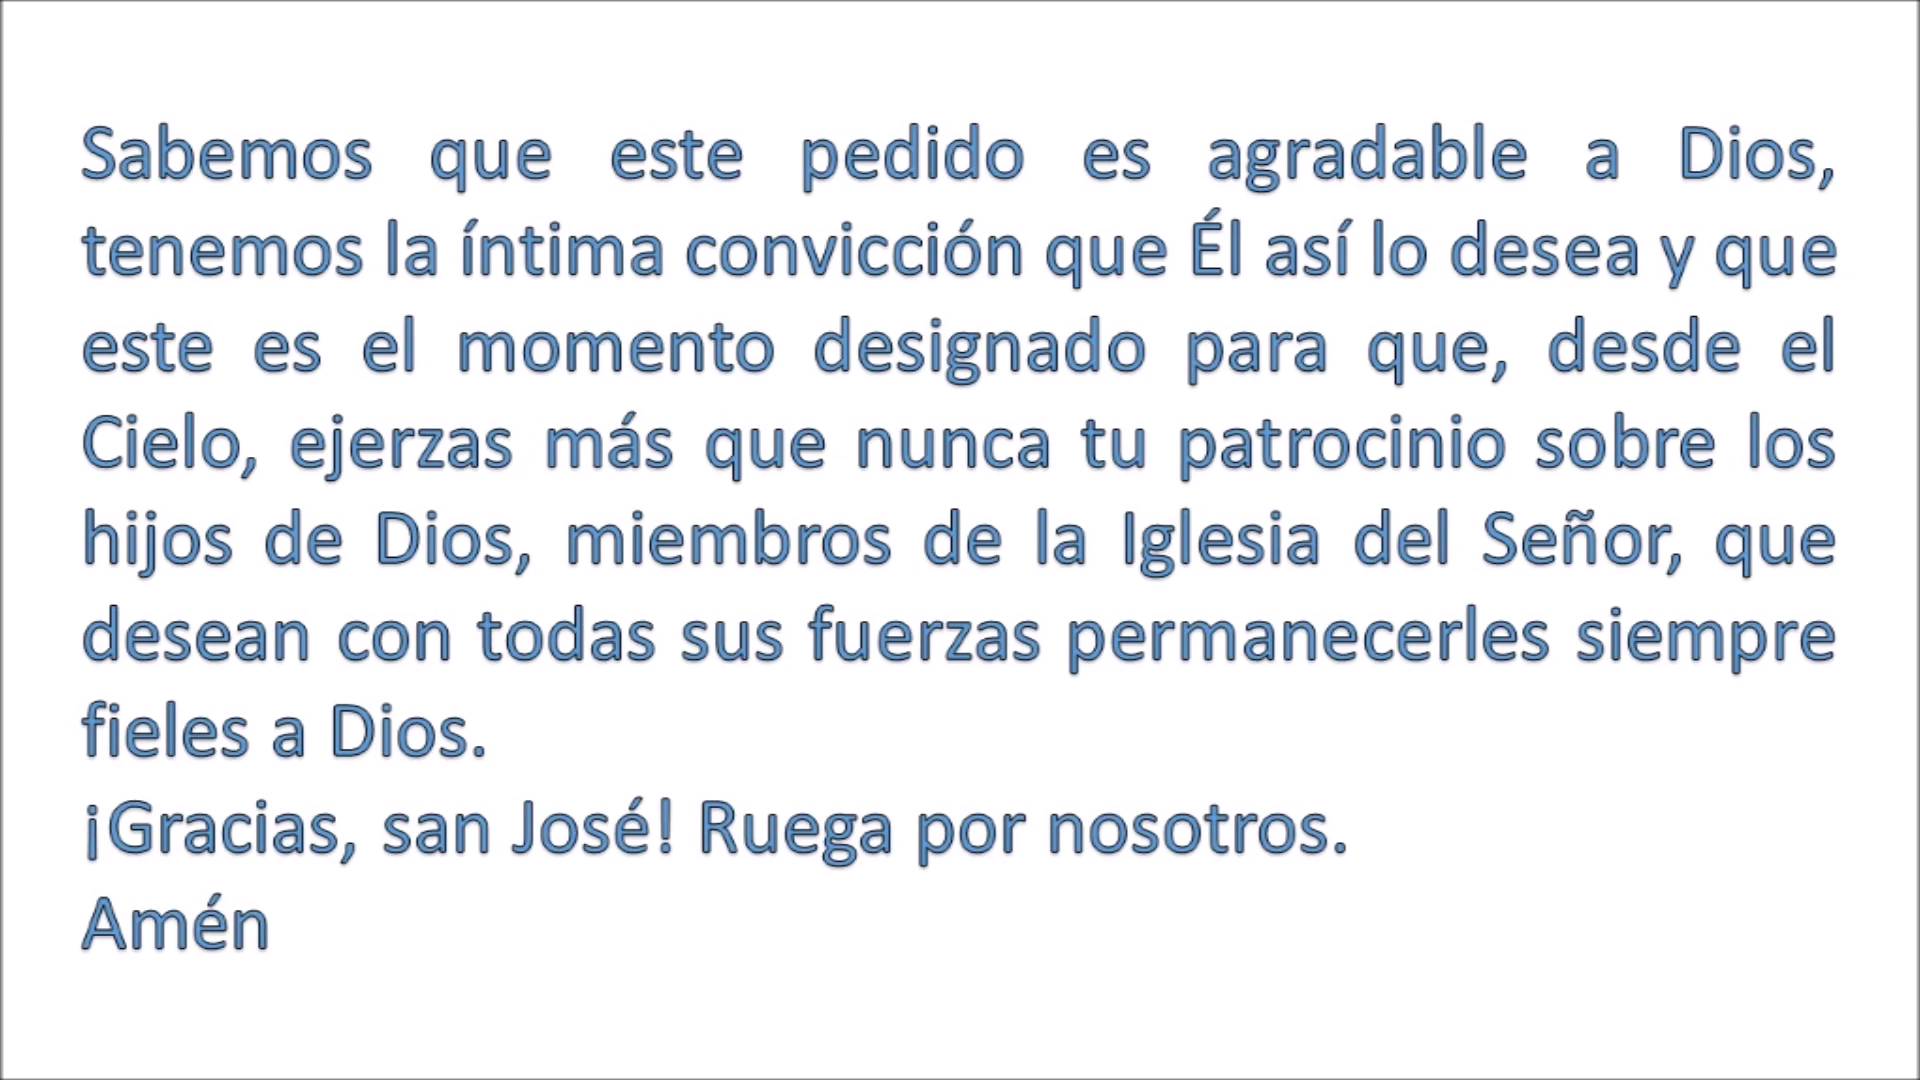 Sabemos que este pedido es agradable a Dios,
tenemos la íntima convicción que Él así lo desea y que
este es el momento designado para que, desde el
Cielo, ejerzas más que nunca tu patrocinio sobre los
hijos de Dios, miembros de la Iglesia del Señor, que
desean con todas sus fuerzas permanecerles siempre
fieles a Dios.
¡Gracias, san José! Ruega por nosotros.
Amén